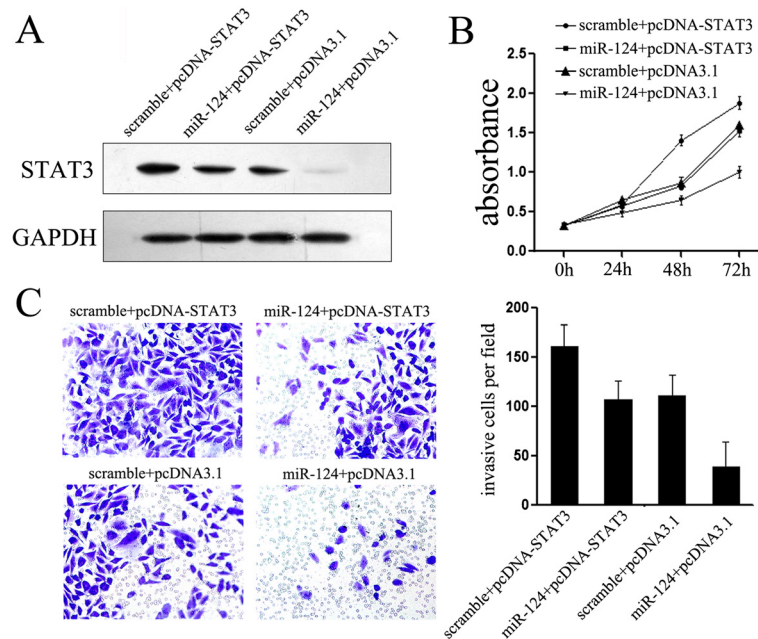 A
scramble+pcDNA-STAT3
miR-124+pcDNA-STAT3
scramble+pcDNA3.1
miR-124+pcDNA3.1
STAT3
GAPDH
B
scramble+pcDNA-STAT3
miR-124+pcDNA-STAT3
scramble+pcDNA3.1
miR-124+pcDNA3.1
absorbance
2.5
2.0
1.5
1.0
0.5
0.0
0h
24h
48h
72h
C
scramble+pcDNA-STAT3
miR-124+pcDNA-STAT3
scramble+pcDNA3.1
miR-124+pcDNA3.1
invasive cells per field
200
150
100
50
0
scramble+pcDNA-STAT3
miR-124+pcDNA-STAT3
scramble+pcDNA3.1
miR-124+pcDNA3.1